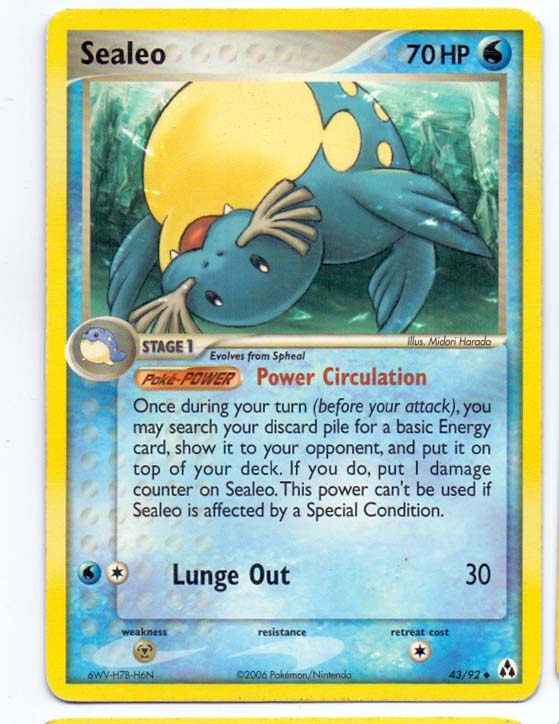 Sealeo 70 HP
Illus. Midori Harada
STAGE 1
Evolves from Spheal
Poké-POWER Power Circulation
Once during your turn (before your attack), you
may search your discard pile for a basic Energy
card, show it to your opponent, and put it on
top of your deck. If you do, put 1 damage
counter on Sealeo. This power can't be used if
Sealeo is affected by a Special Condition.
Lunge Out 30
weakness resistance retreat cost
6WV-H7B-H6N ©2006 Pokémon/Nintendo 43/92